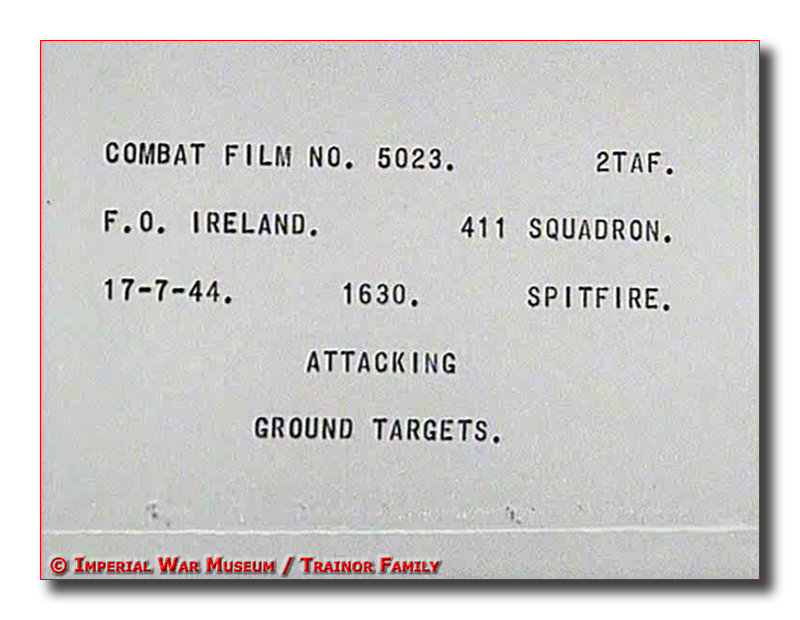 COMBAT FILM NO. 5023. 2TAF.
F.O. IRELAND. 411 SQUADRON.
17-7-44. 1630. SPITFIRE.
ATTACKING
GROUND TARGETS.
© IMPERIAL WAR MUSEUM / TRAINOR FAMILY